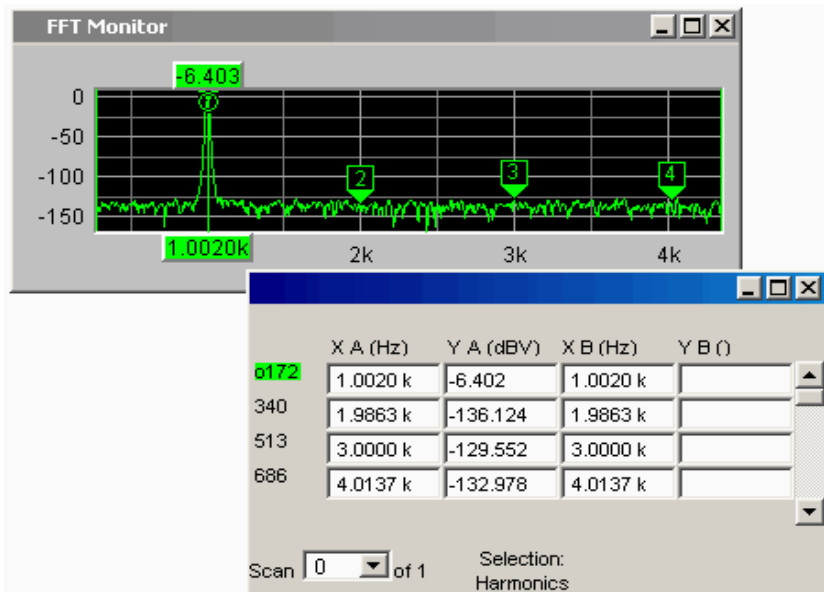 FFT Monitor
-6.403
0
-50
-100
-150
2
3
4
1.0020k
2k
3k
4k
X A (Hz) Y A (dBV) X B (Hz) Y B ()
o172 1.0020 k -6.402 1.0020 k
340 1.9863 k -136.124 1.9863 k
513 3.0000 k -129.552 3.0000 k
686 4.0137 k -132.978 4.0137 k
Scan 0 of 1
Selection:
Harmonics